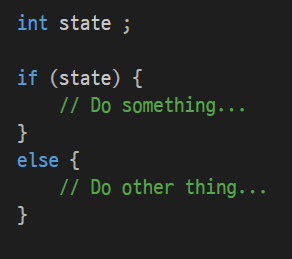 int state ;
if (state) {
    // Do something...
}
else {
    // Do other thing...
}